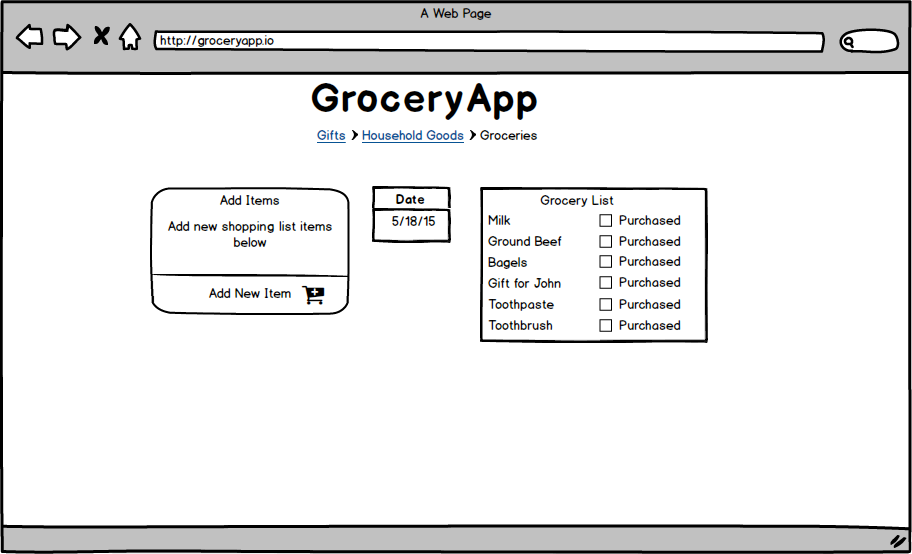 A Web Page
http://groceryapp.io
GroceryApp
Gifts > Household Goods > Groceries
Add Items
Add new shopping list items
below
Add New Item
Date
5/18/15
Grocery List
Milk Purchased
Ground Beef Purchased
Bagels Purchased
Gift for John Purchased
Toothpaste Purchased
Toothbrush Purchased